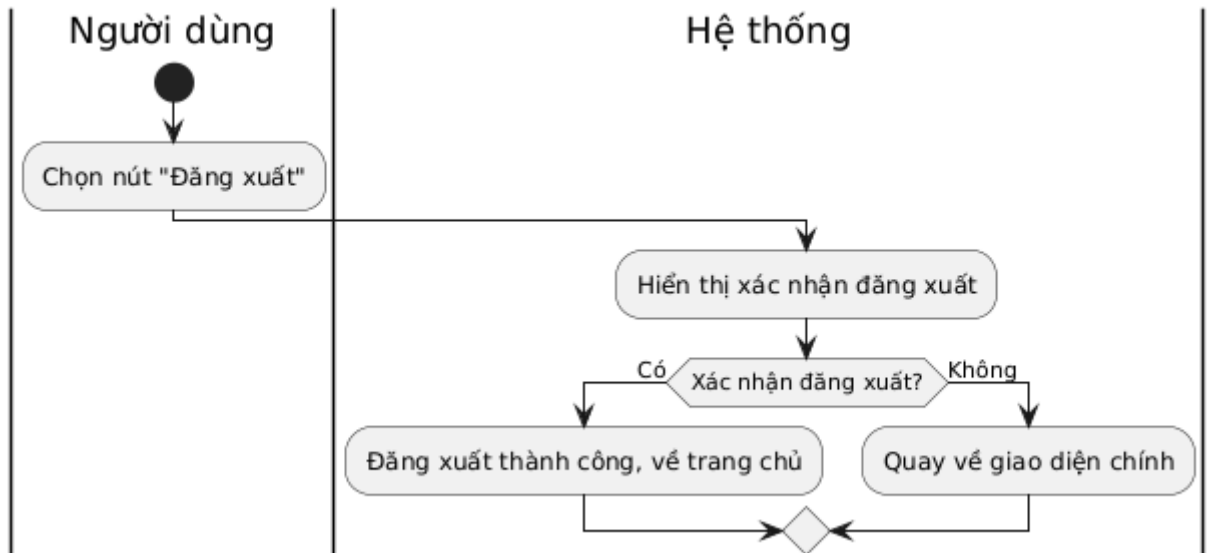 Người dùng
Hệ thống
Chọn nút "Đăng xuất"
Hiển thị xác nhận đăng xuất
Có
Xác nhận đăng xuất?
Không
Đăng xuất thành công, về trang chủ
Quay về giao diện chính